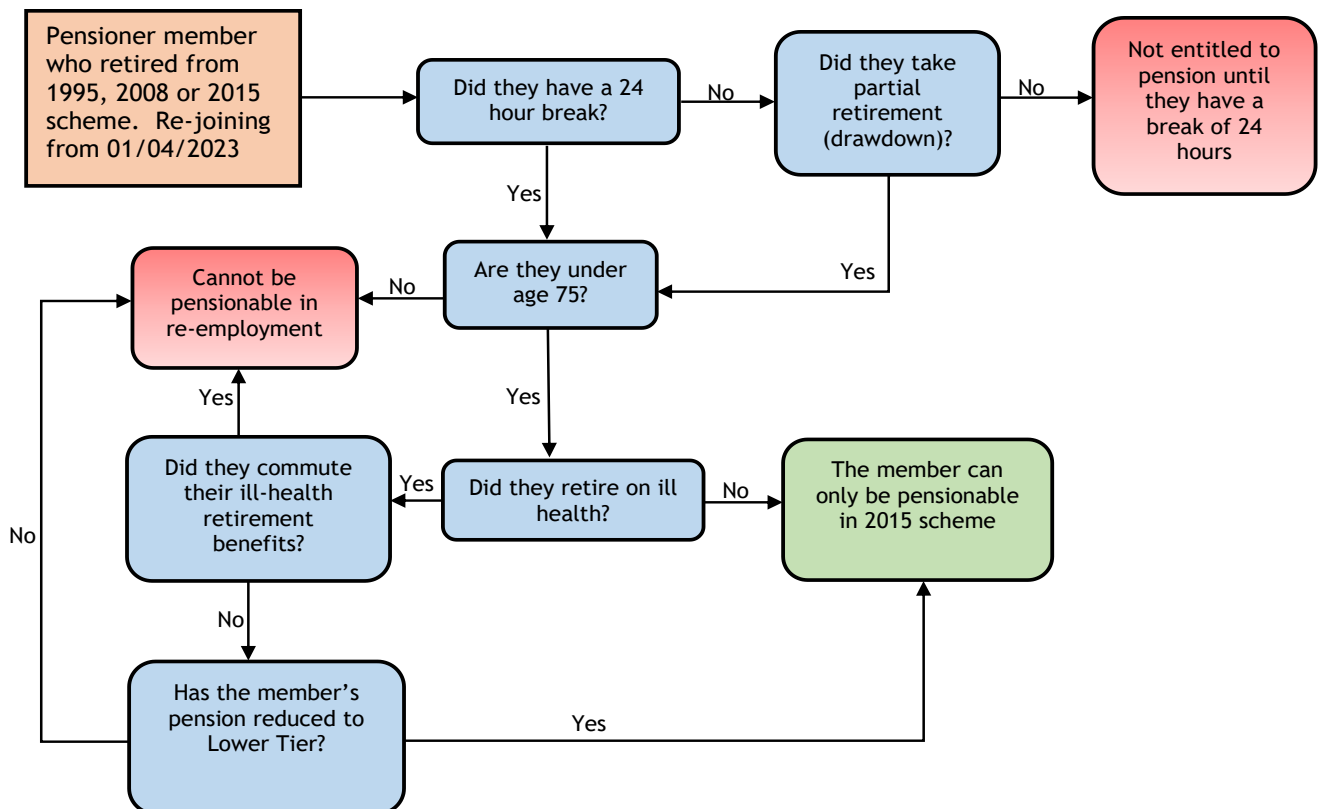 Pensioner member
who retired from
1995, 2008 or 2015
scheme.  Re-joining
from 01/04/2023
Did they have a 24
hour break?
No
Did they take
partial
retirement
(drawdown)?
No
Not entitled to
pension until
they have a
break of 24
hours
Yes
Yes
Cannot be
pensionable in
re-employment
No
Are they under
age 75?
Yes
Yes
Did they commute
their ill-health
retirement
benefits?
Yes
Did they retire on ill
health?
No
The member can
only be pensionable
in 2015 scheme
No
No
Has the member’s
pension reduced to
Lower Tier?
Yes